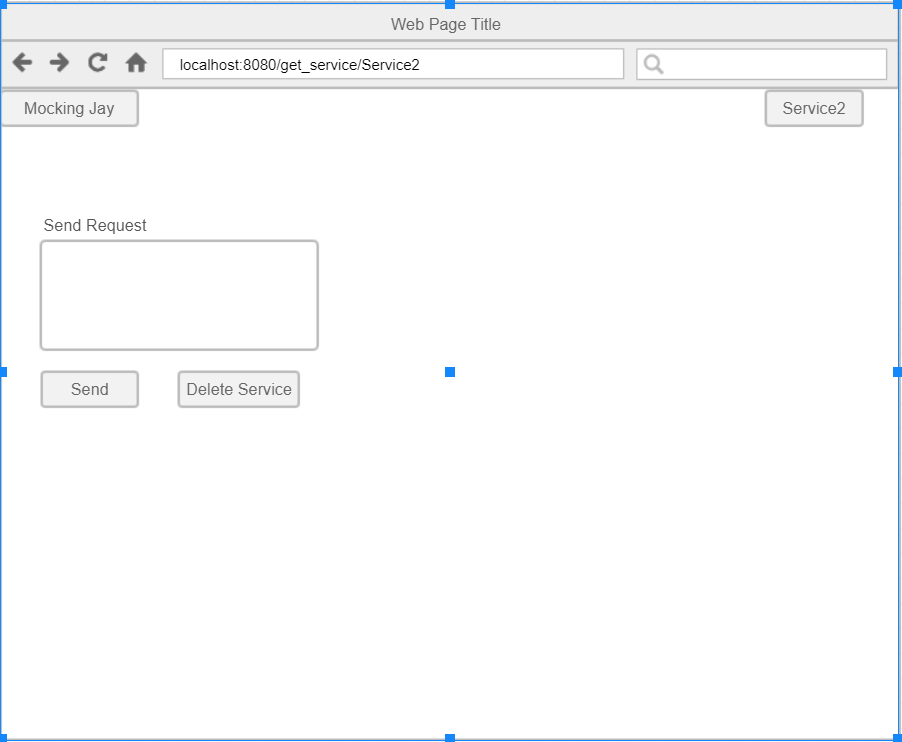 Web Page Title
localhost:8080/get_service/Service2
Mocking Jay
Service2
Send Request
Send
Delete Service